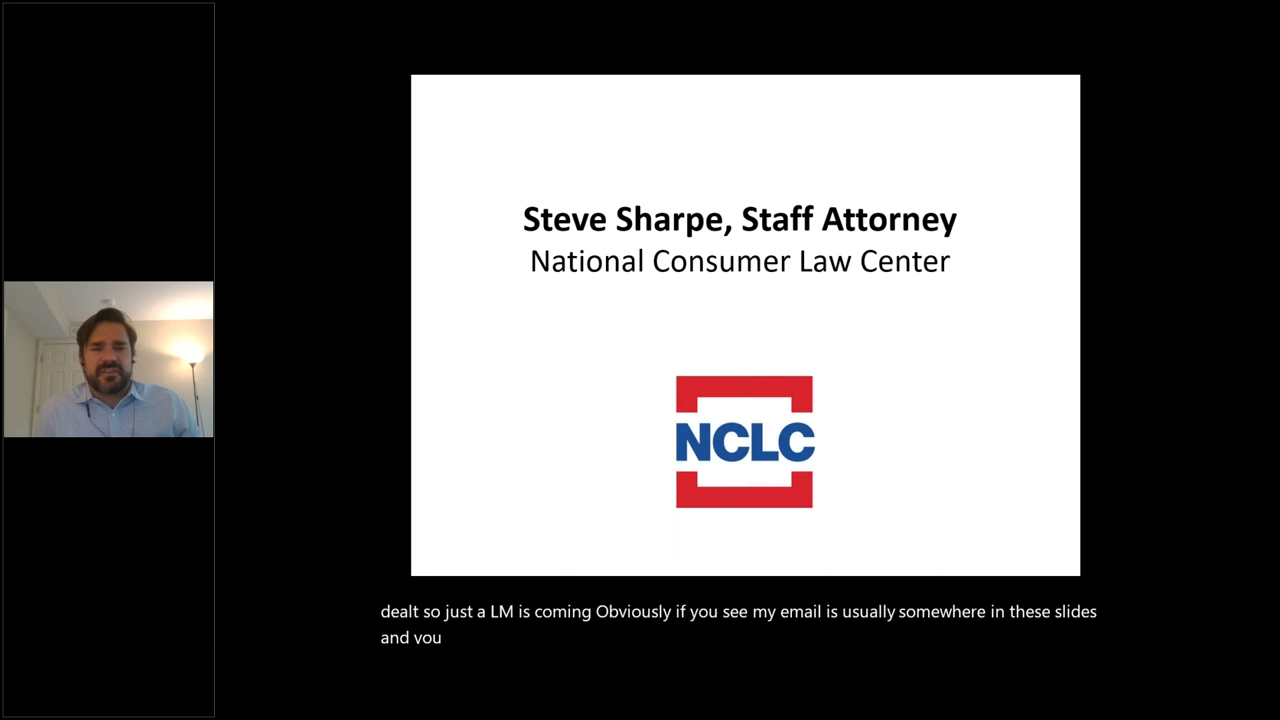 Steve Sharpe, Staff Attorney
National Consumer Law Center
NCLC
dealt so just a LM is coming Obviously if you see my email is usually somewhere in these slides
and you